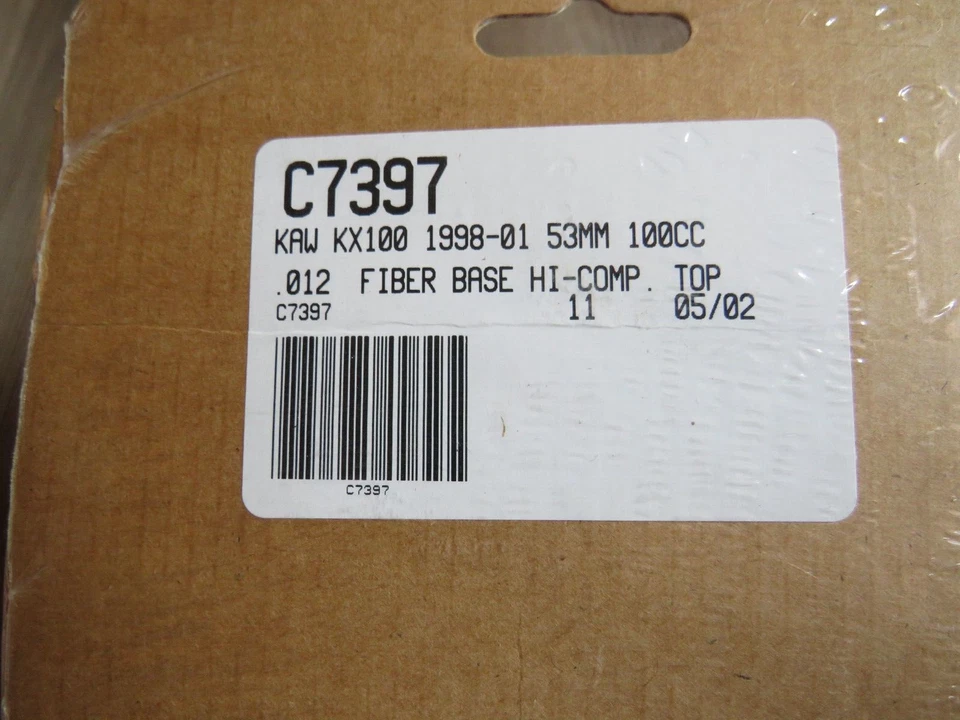 C7397
KAW KX100 1998-01 53MM 100CC
.012 FIBER BASE HI-COMP. TOP
C7397 11 05/02
C7397